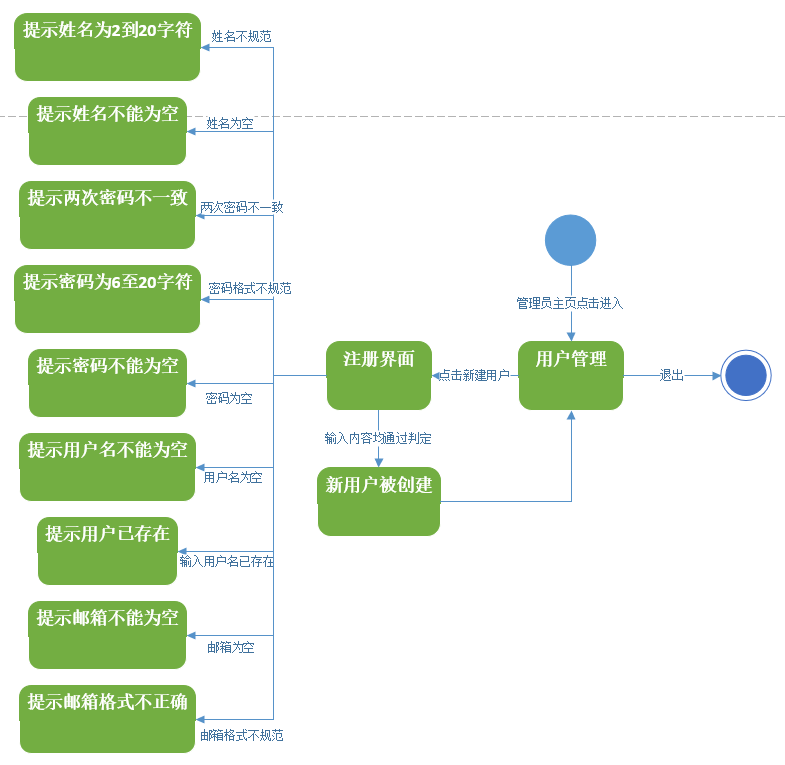 提示姓名为2到20字符
姓名不规范
提示姓名不能为空
姓名为空
提示两次密码不一致
两次密码不一致
提示密码为6至20字符
密码格式不规范
管理员主页点击进入
提示密码不能为空
密码为空
注册界面
点击新建用户
用户管理
退出
输入内容均通过判定
提示用户名不能为空
用户名为空
新用户被创建
提示用户已存在
输入用户名已存在
提示邮箱不能为空
邮箱为空
提示邮箱格式不正确
邮箱格式不规范